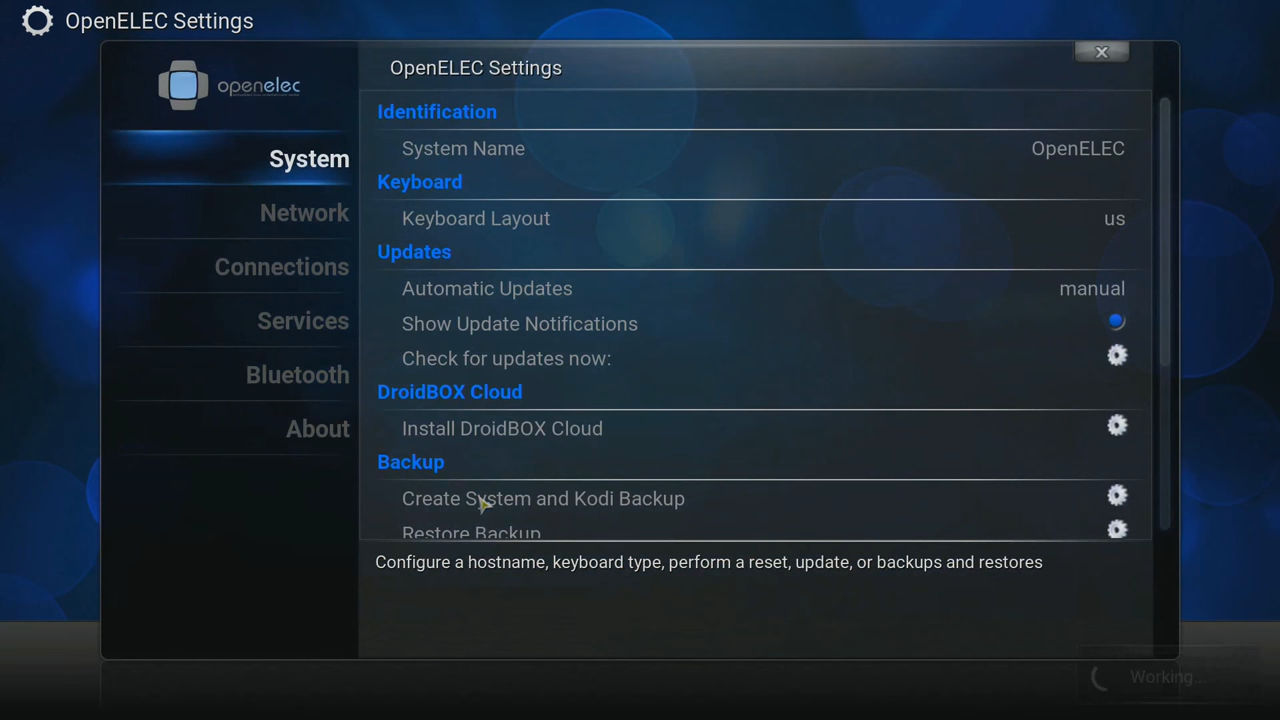 OpenELEC Settings
openelec
OpenELEC Settings
System
Network
Connections
Services
Bluetooth
About
Identification
System Name OpenELEC
Keyboard
Keyboard Layout us
Updates
Automatic Updates manual
Show Update Notifications
Check for updates now:
DroidBOX Cloud
Install DroidBOX Cloud
Backup
Create System and Kodi Backup
Restore Backup
Configure a hostname, keyboard type, perform a reset, update, or backups and restores
Working...